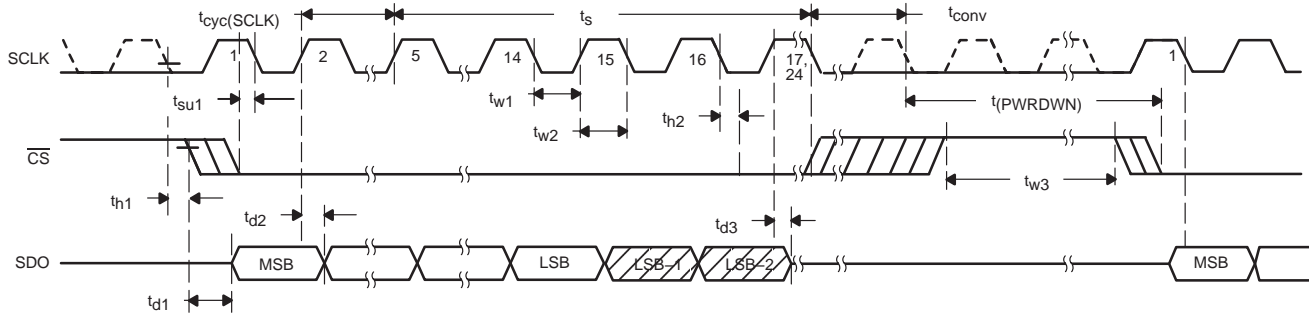 tcyc(SCLK)
ts
tconv
SCLK
1
2
5
14
15
16
17,
24
1
tsu1
tw1
tw2
th2
t(PWRDWN)
CS
th1
td2
td3
tw3
SDO
MSB
LSB
LSB–1
LSB–2
MSB
td1